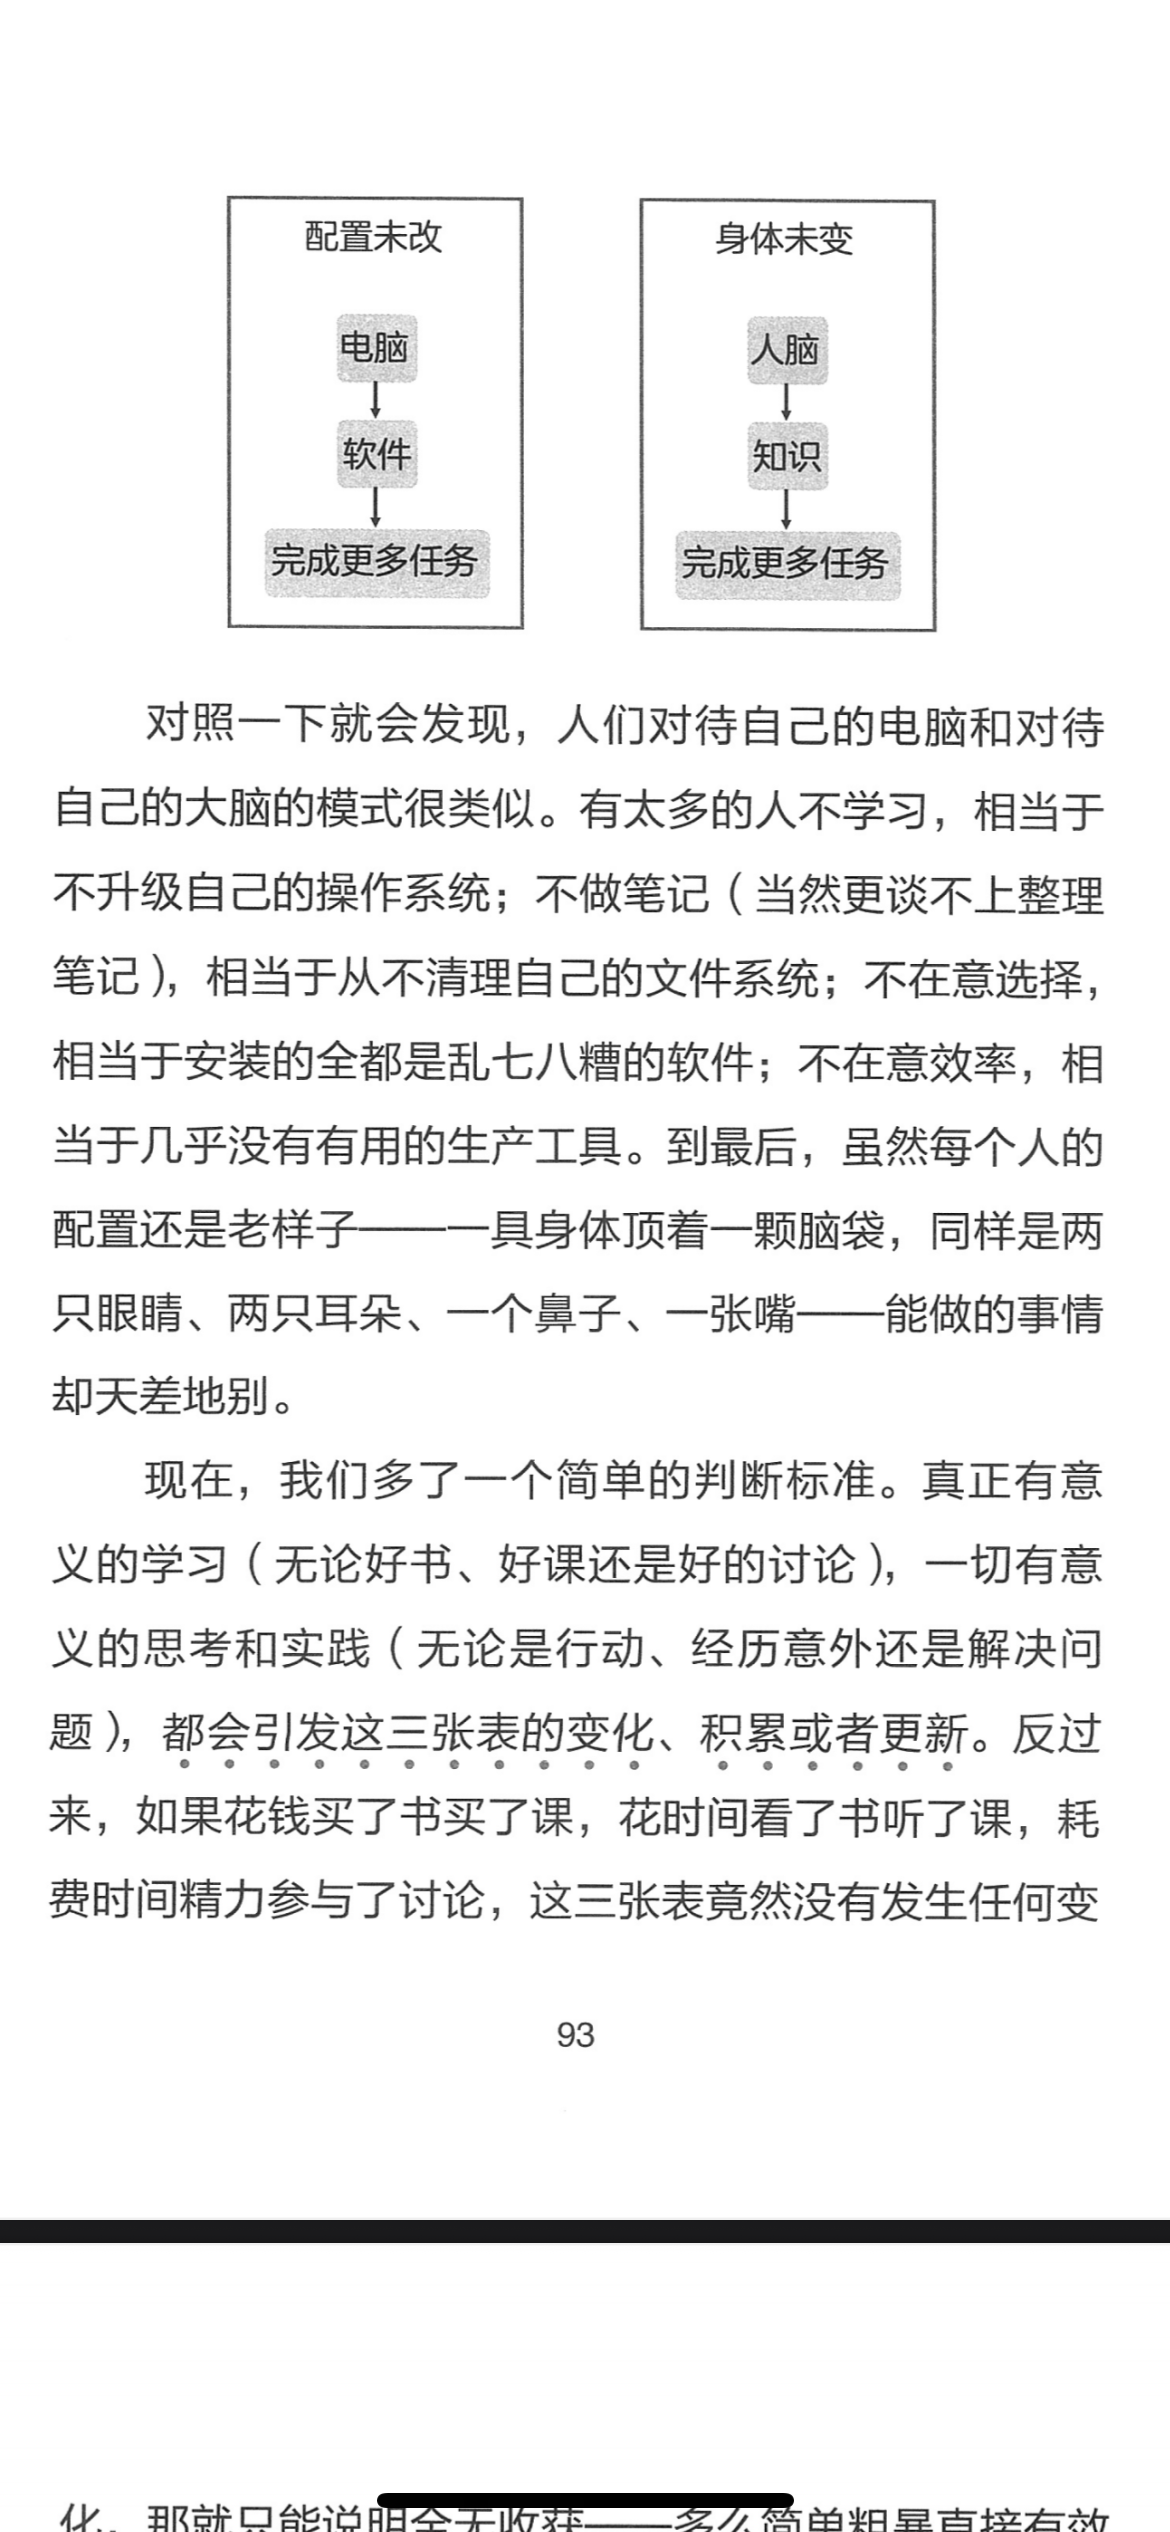 配置未改
电脑
软件
完成更多任务
身体未变
人脑
知识
完成更多任务
对照一下就会发现，人们对待自己的电脑和对待
自己的大脑的模式很类似。有太多的人不学习，相当于
不升级自己的操作系统；不做笔记（当然更谈不上整理
笔记），相当于从不清理自己的文件系统；不在意选择，
相当于安装的全都是乱七八糟的软件；不在意效率，相
当于几乎没有有用的生产工具。到最后，虽然每个人的
配置还是老样子——一具身体顶着一颗脑袋，同样是两
只眼睛、两只耳朵、一个鼻子、一张嘴——能做的事情
却天差地别。
现在，我们多了一个简单的判断标准。真正有意
义的学习（无论好书、好课还是好的讨论），一切有意
义的思考和实践（无论是行动、经历意外还是解决问
题），都会引发这三张表的变化、积累或者更新。反过
来，如果花钱买了书买了课，花时间看了书听了课，耗
费时间精力参与了讨论，这三张表竟然没有发生任何变
93
化，那就只能说明全无收获——多么简单粗暴直接有效